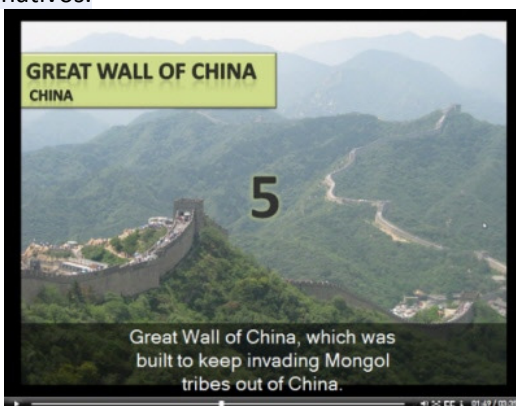 GREAT WALL OF CHINA
CHINA
5
Great Wall of China, which was
built to keep invading Mongol
tribes out of China.